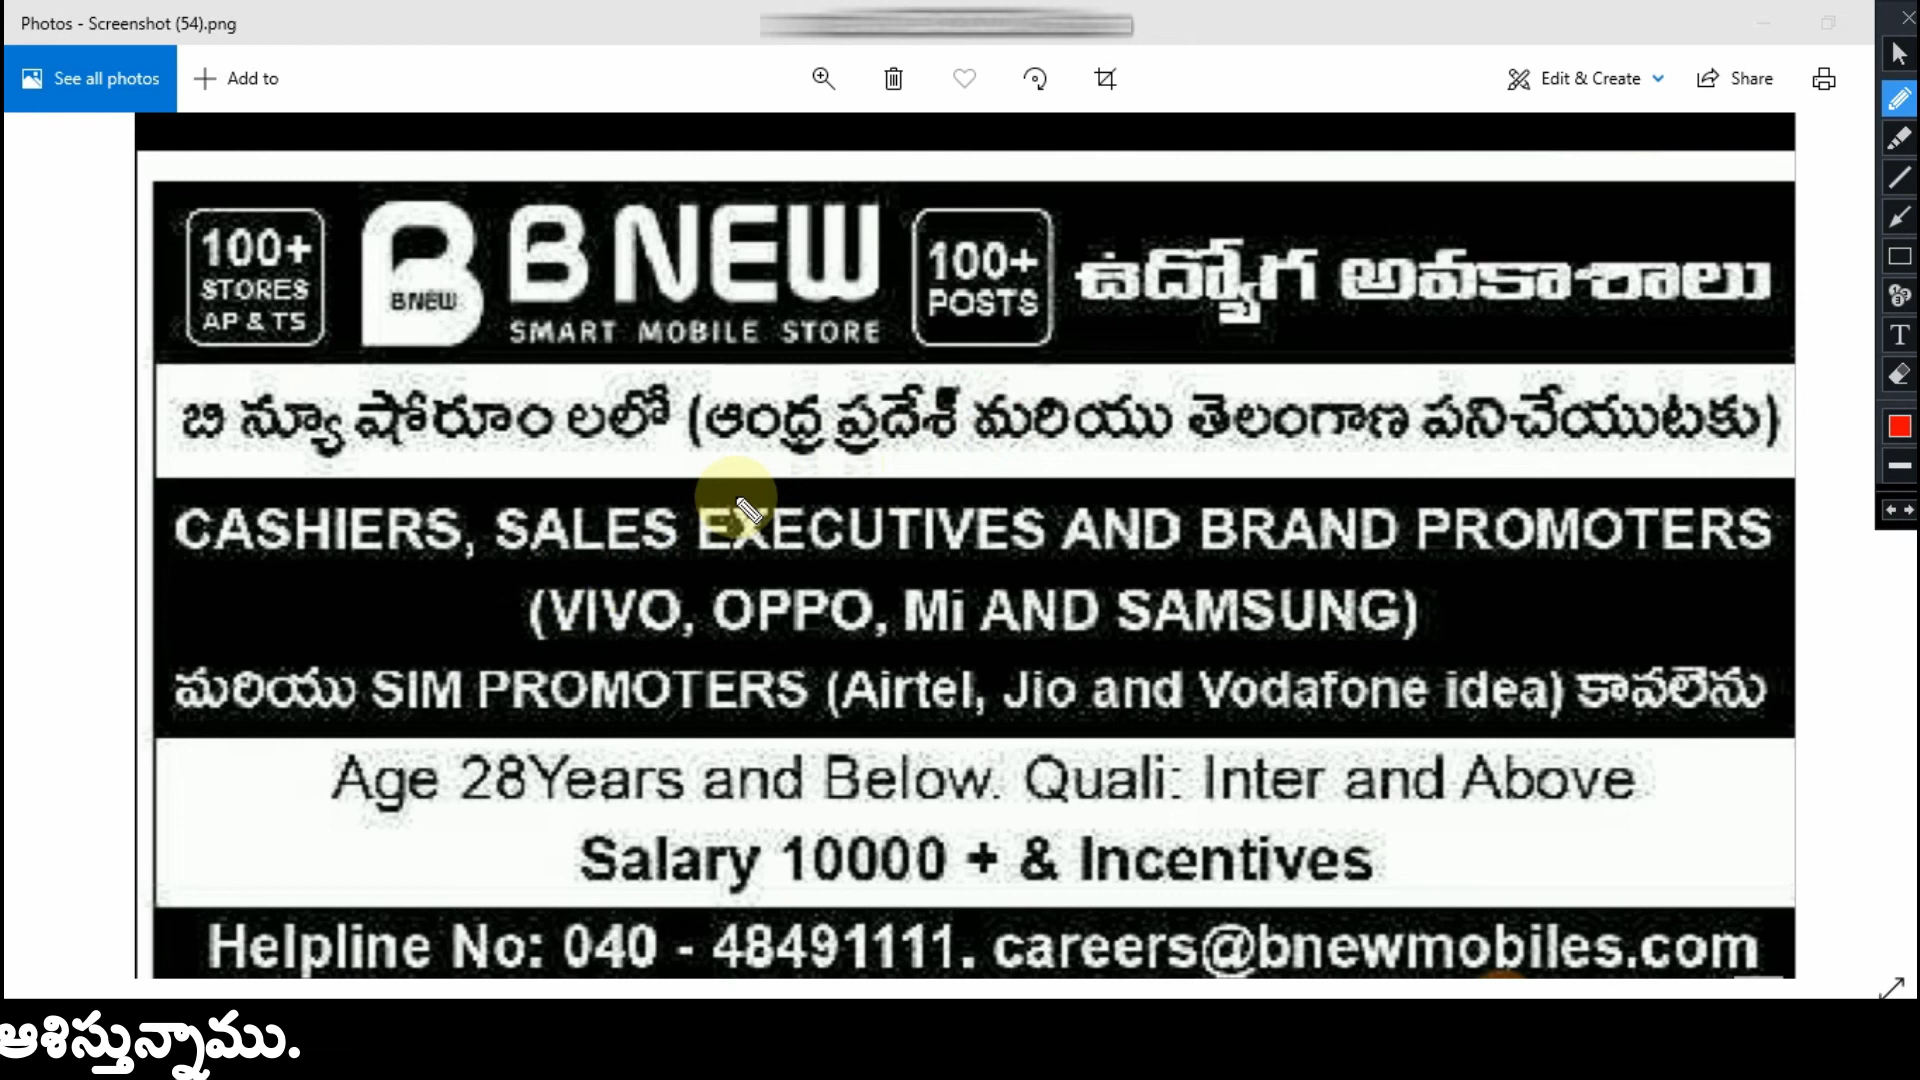 Photos - Screenshot (54).png
See all photos
Add to
Edit & Create
Share
100+
STORES
AP & TS
BNEW
B NEW
SMART MOBILE STORE
100+
POSTS
ఉద్యోగ అవకాశాలు
బి న్యూ షోరూం లలో (ఆంధ్ర ప్రదేశ్ మరియు తెలంగాణ పనిచేయుటకు)
CASHIERS, SALES EXECUTIVES AND BRAND PROMOTERS
(VIVO, OPPO, Mi AND SAMSUNG)
మరియు SIM PROMOTERS (Airtel, Jio and Vodafone idea) కావలెను
Age 28Years and Below. Quali: Inter and Above
Salary 10000 + & Incentives
Helpline No: 040 - 48491111. careers@bnewmobiles.com
ఆశిస్తున్నాము.
T